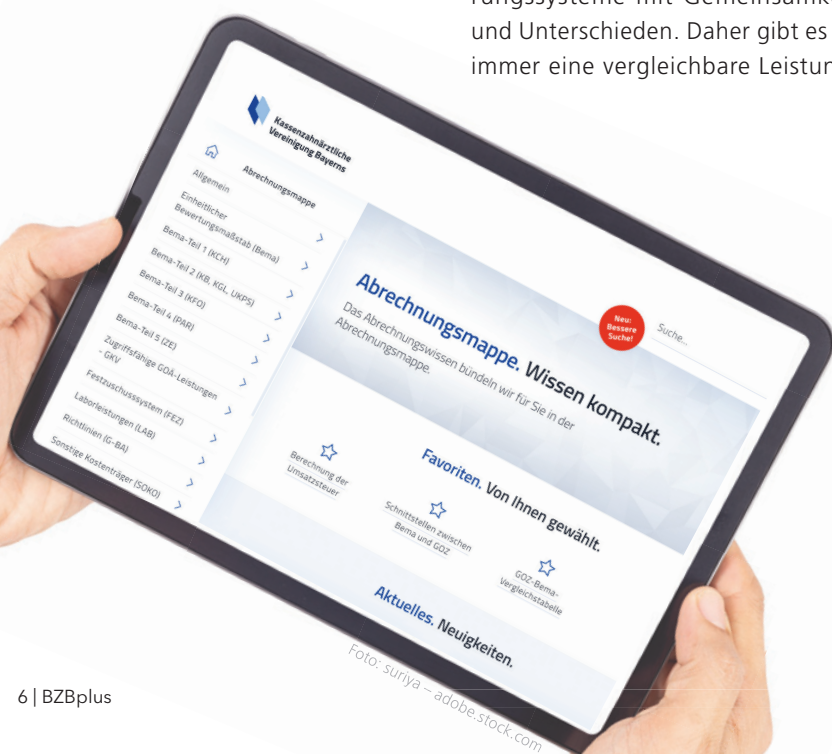 rungssysteme mit Gemeinsamk
und Unterschieden. Daher gibt es
immer eine vergleichbare Leistun
Kassenzahnärztliche
Vereinigung Bayerns
Abrechnungsmappe
Allgemein
Einheitlicher
Bewertungsmaßstab (Bema)
Bema-Teil 1 (KCH)
Bema-Teil 2 (KB, KGL, UKPS)
Bema-Teil 3 (KFO)
Bema-Teil 4 (PAR)
Bema-Teil 5 (ZE)
Zugriffsfähige GOÄ-Leistungen
- GKV
Festzuschusssystem (FEZ)
Laborleistungen (LAB)
Richtlinien (G-BA)
Sonstige Kostenträger (SOKO)
Neu:
Bessere
Suche!
Suche...
Abrechnungsmappe. Wissen kompakt.
Das Abrechnungswissen bündeln wir für Sie in der
Abrechnungsmappe.
Favoriten. Von Ihnen gewählt.
Berechnung der
Umsatzsteuer
Schnittstellen zwischen
Bema und GOZ
GOZ-Bema-
Vergleichstabelle
Aktuelles. Neuigkeiten.
Foto: suriya – adobe.stock.com
6 | BZBplus